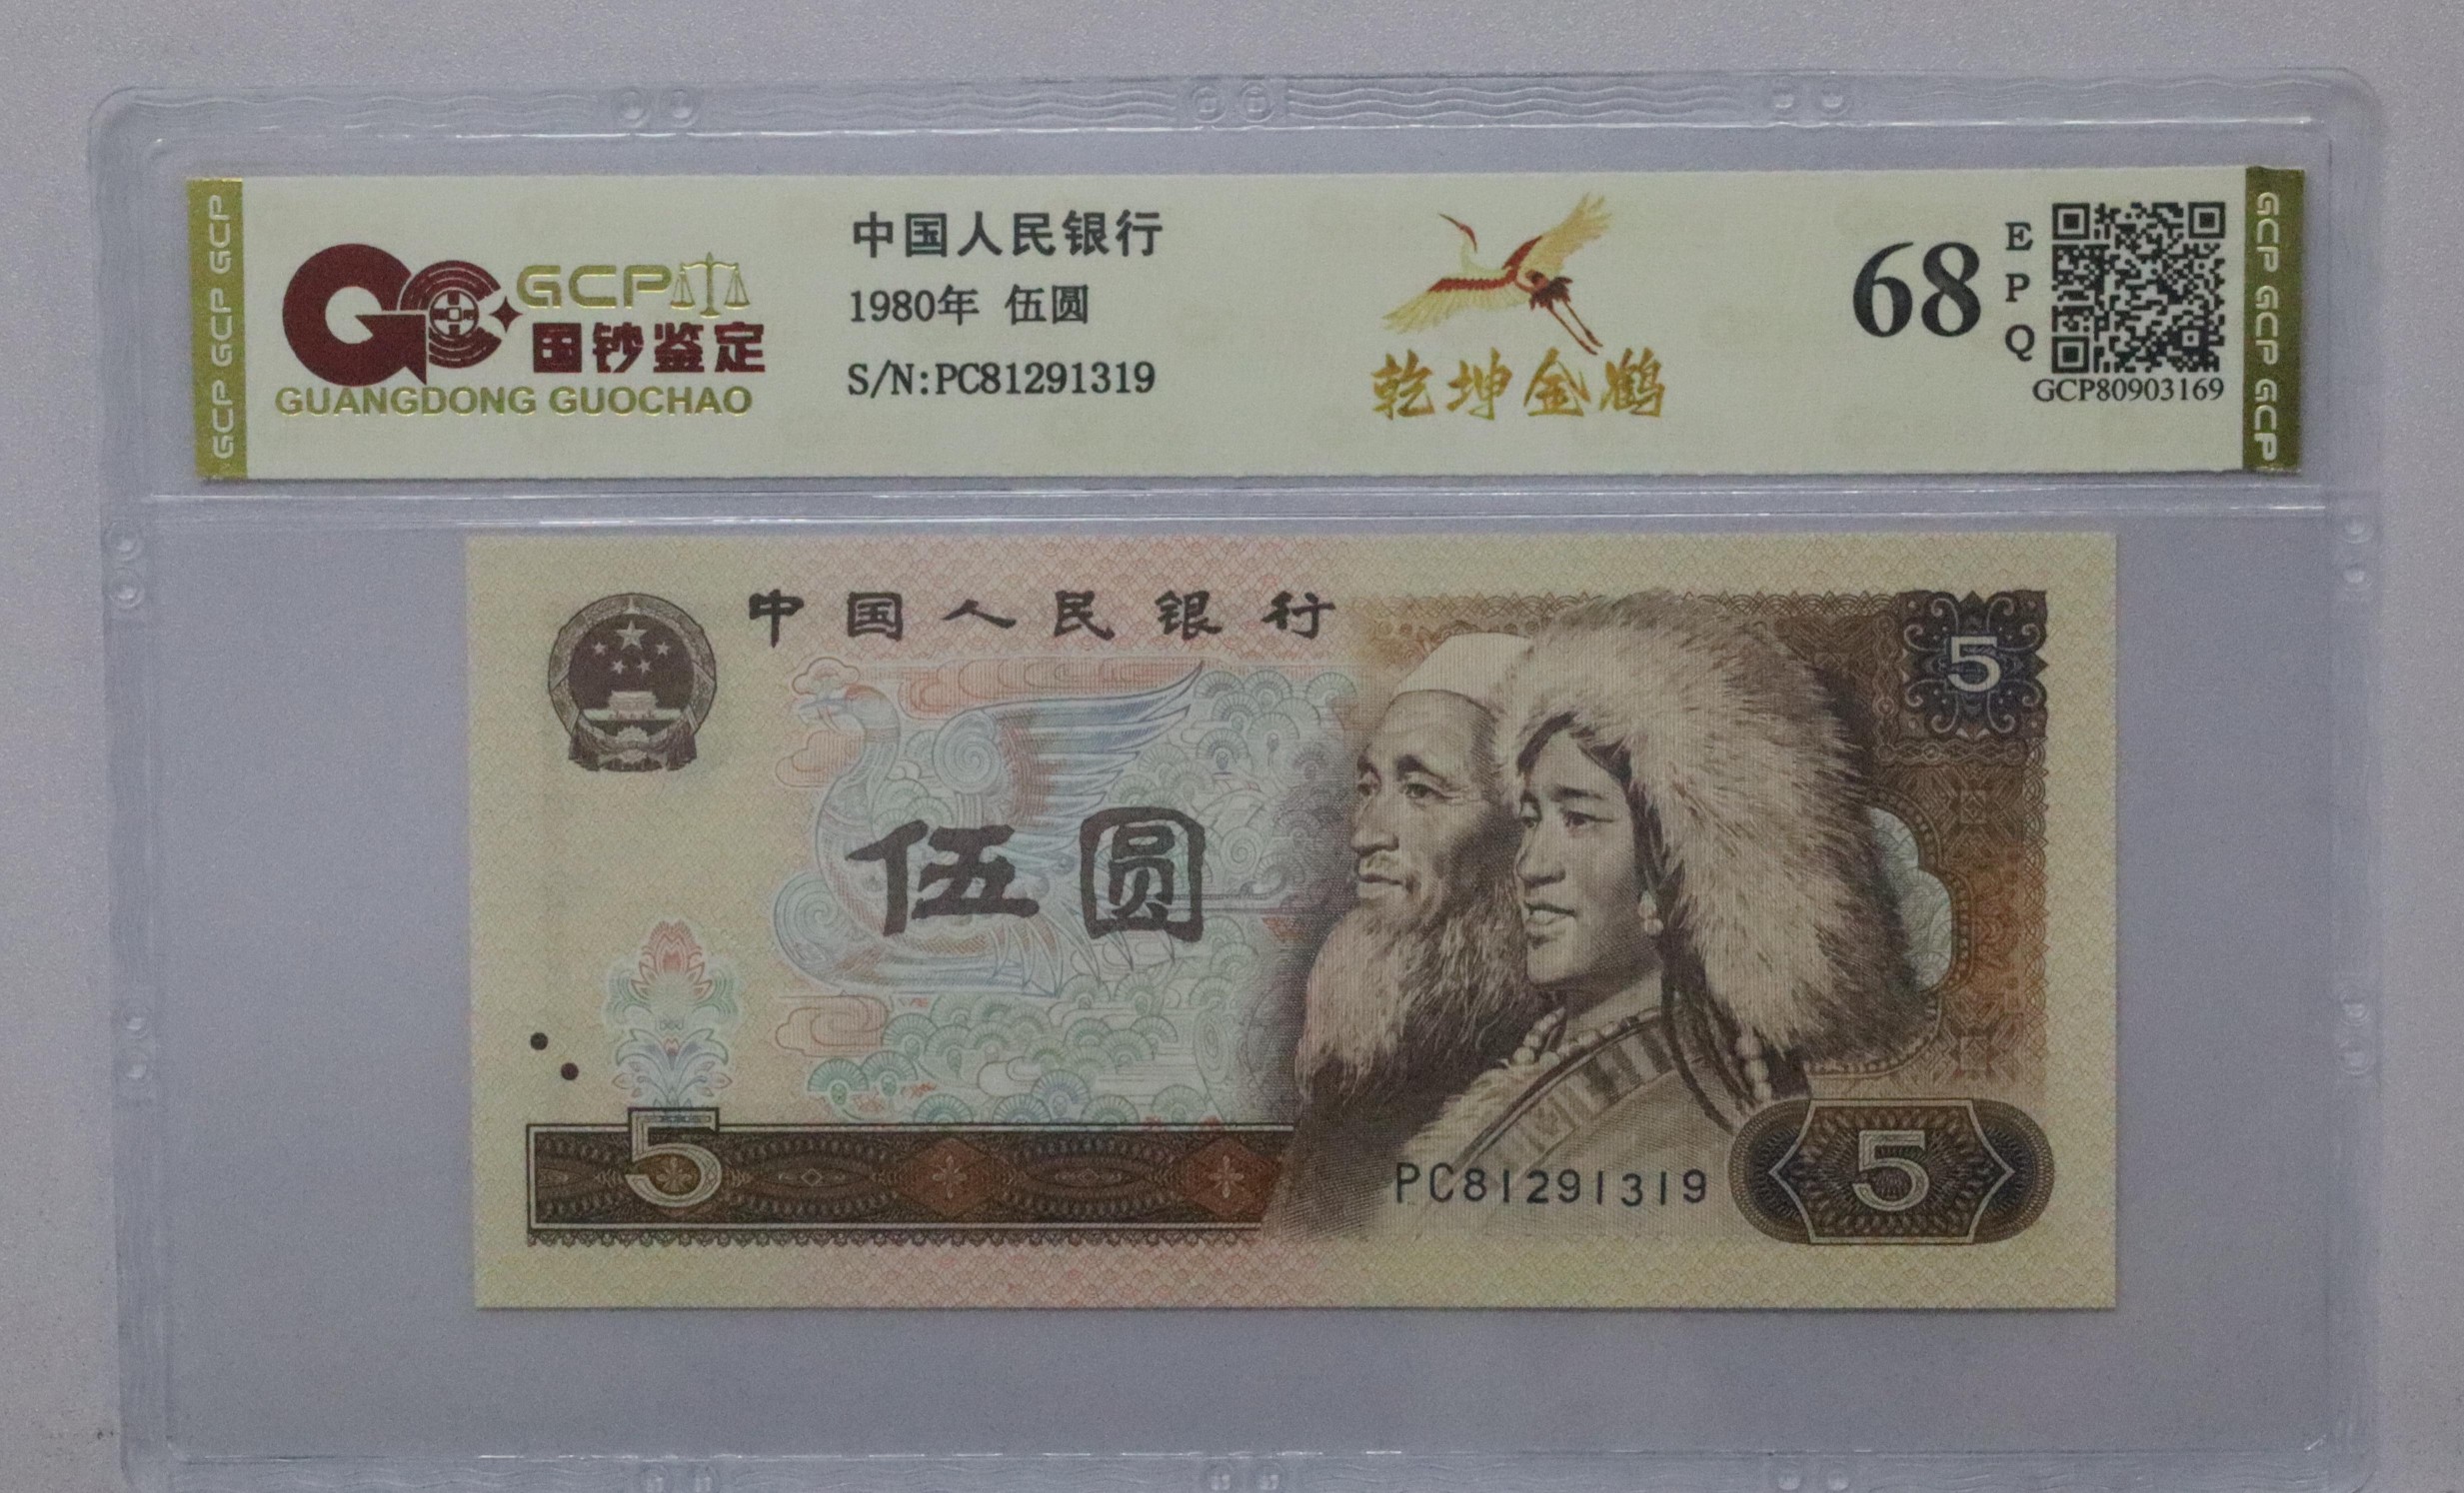 GCP GCP GCP
GCP
国钞鉴定
GUANGDONG GUOCHAO
中国人民银行
1980年 伍圆
S/N:PC81291319
乾坤金鹤
68
EPQ
GCP80903169
GCP GCP GCP
中国人民银行
5
伍圆
5
PC81291319
5